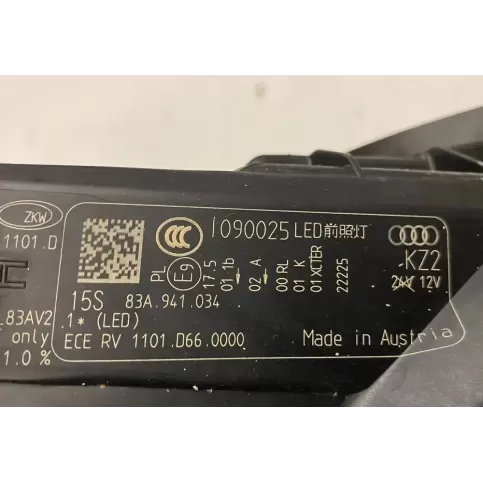 ZKW
1101.D
83AV2
only
1.0 %
CCC
1090025 LED前照灯
PL
E9
17.5
01 1b
02 A
00 RL
01 K
01 XCTER
22225
KZ2
24V 12V
15S 83A.941.034
.1* (LED)
ECE RV 1101.D66.0000
Made in Austria